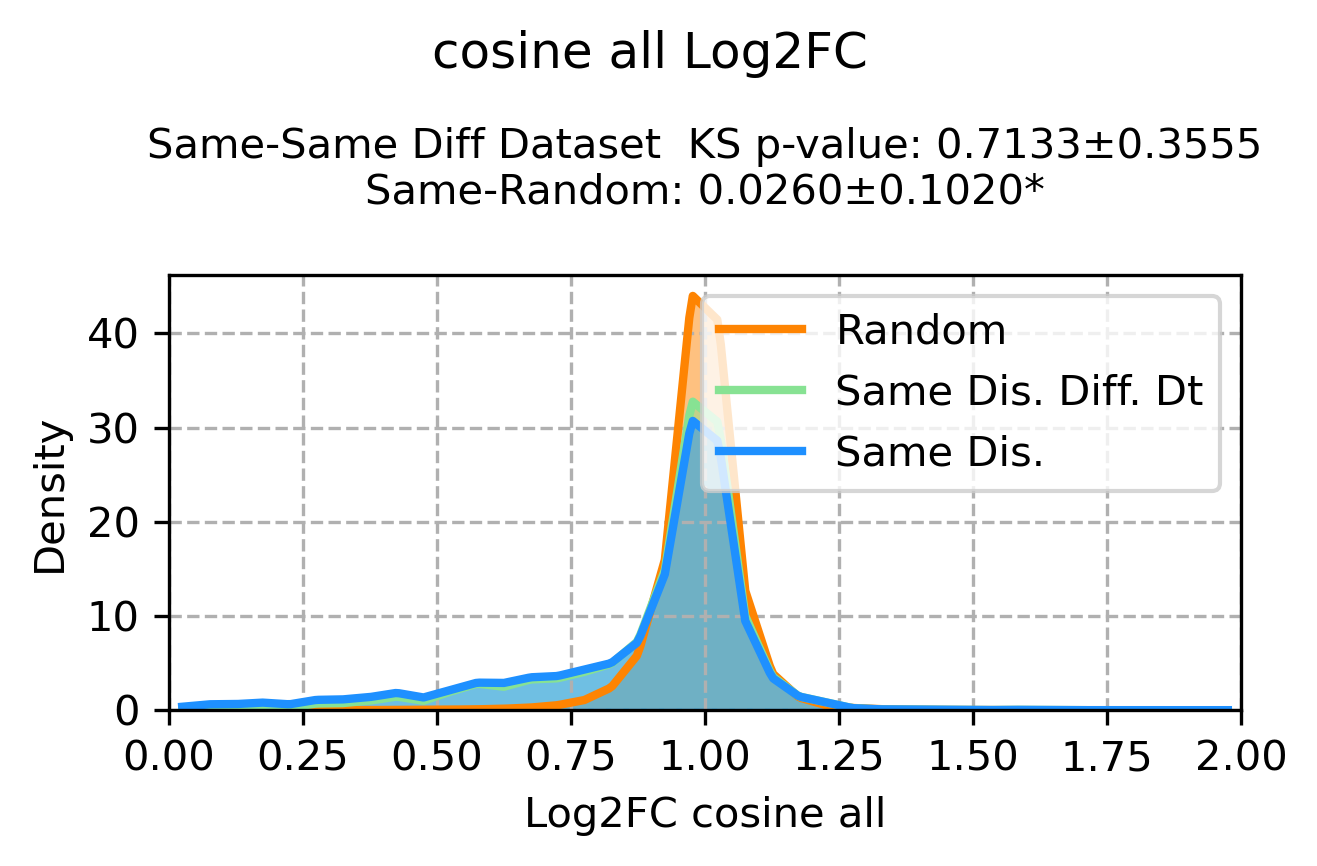 cosine all Log2FC
Same-Same Diff Dataset  KS p-value: 0.7133±0.3555
Same-Random: 0.0260±0.1020*
Random
Same Dis. Diff. Dt
Same Dis.
Density
40
30
20
10
0
0.00 0.25 0.50 0.75 1.00 1.25 1.50 1.75 2.00
Log2FC cosine all